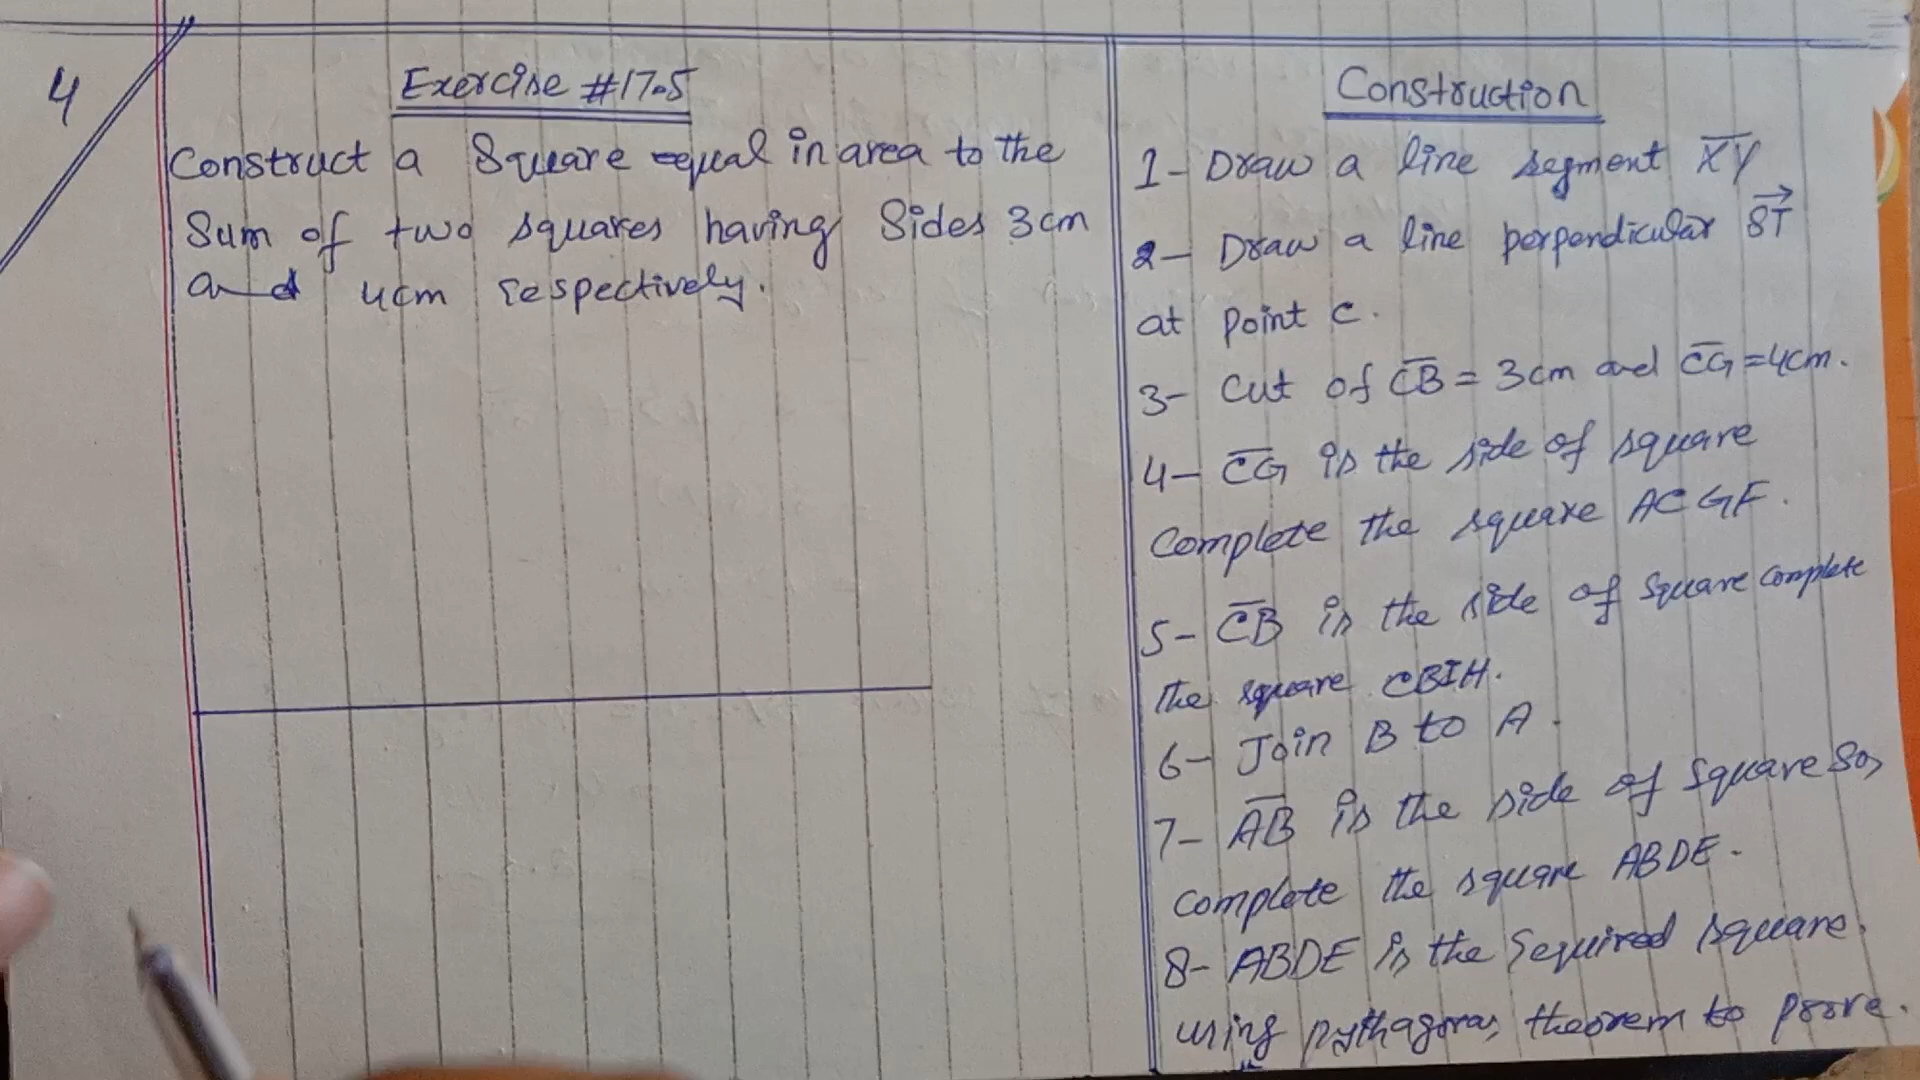 4
Exercise #17.5
Construct a Square equal in area to the
Sum of two squares having Sides 3cm
and 4cm respectively.
Construction
1- Draw a line segment XY
2- Draw a line perpendicular ST
at point C.
3- Cut of CB = 3cm and CG = 4cm.
4- CG is the side of square
Complete the square ACGF.
5- CB is the side of Square complete
the square CBIH.
6- Join B to A.
7- AB is the side of Square So,
complete the square ABDE.
8- ABDE is the required square.
using pythagoras, theorem to prove.